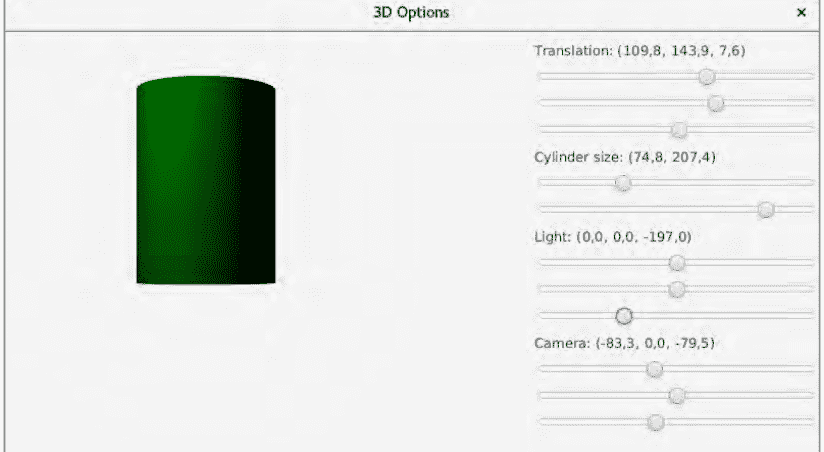 3D Options
Translation: (109,8, 143,9, 7,6)
Cylinder size: (74,8, 207,4)
Light: (0,0, 0,0, -197,0)
Camera: (-83,3, 0,0, -79,5)